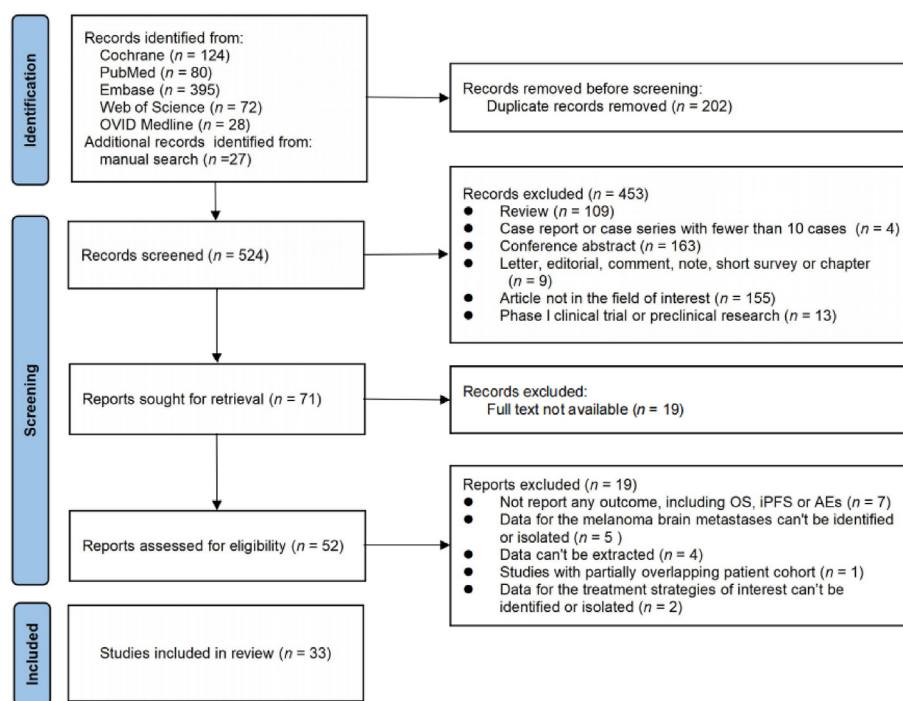 Identification
Records identified from:
Cochrane (n = 124)
PubMed (n = 80)
Embase (n = 395)
Web of Science (n = 72)
OVID Medline (n = 28)
Additional records identified from:
manual search (n =27)
Records removed before screening:
Duplicate records removed (n = 202)
Screening
Records screened (n = 524)
Records excluded (n = 453)
● Review (n = 109)
● Case report or case series with fewer than 10 cases (n = 4)
● Conference abstract (n = 163)
● Letter, editorial, comment, note, short survey or chapter
(n = 9)
● Article not in the field of interest (n = 155)
● Phase I clinical trial or preclinical research (n = 13)
Reports sought for retrieval (n = 71)
Records excluded:
Full text not available (n = 19)
Reports assessed for eligibility (n = 52)
Reports excluded (n = 19)
● Not report any outcome, including OS, iPFS or AEs (n = 7)
● Data for the melanoma brain metastases can't be identified
or isolated (n = 5 )
● Data can't be extracted (n = 4)
● Studies with partially overlapping patient cohort (n = 1)
● Data for the treatment strategies of interest can't be
identified or isolated (n = 2)
Included
Studies included in review (n = 33)